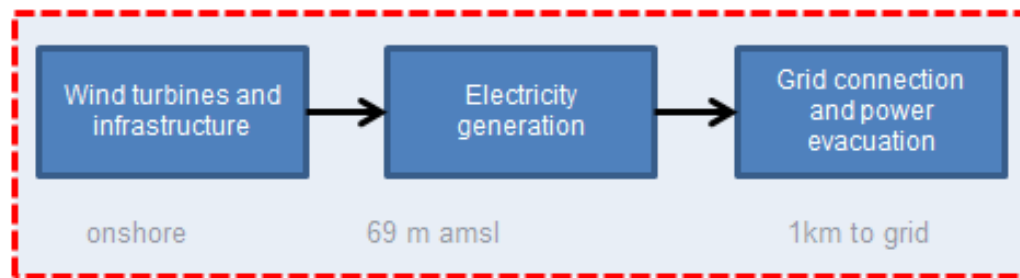 Wind turbines and
infrastructure
Electricity
generation
Grid connection
and power
evacuation
onshore
69 m amsl
1km to grid